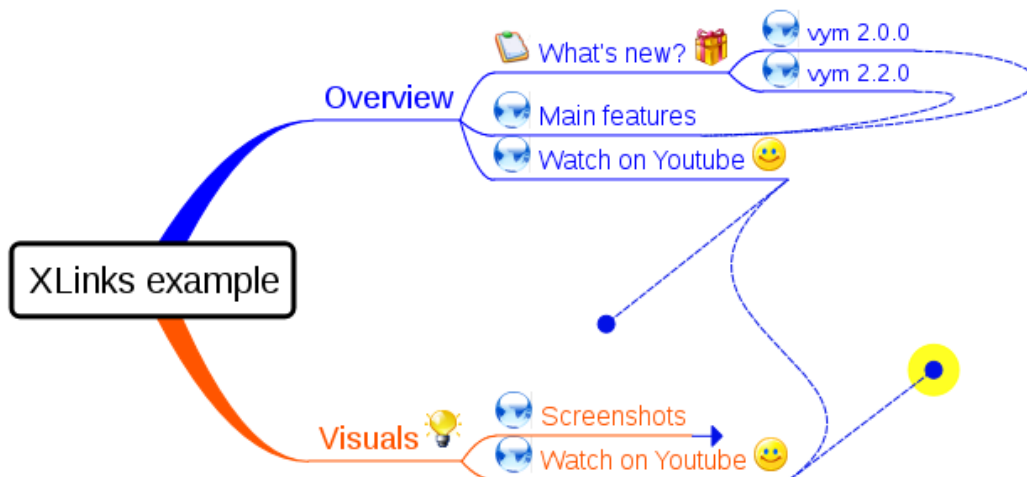 XLinks example
Overview
What's new?
vym 2.0.0
vym 2.2.0
Main features
Watch on Youtube
Visuals
Screenshots
Watch on Youtube